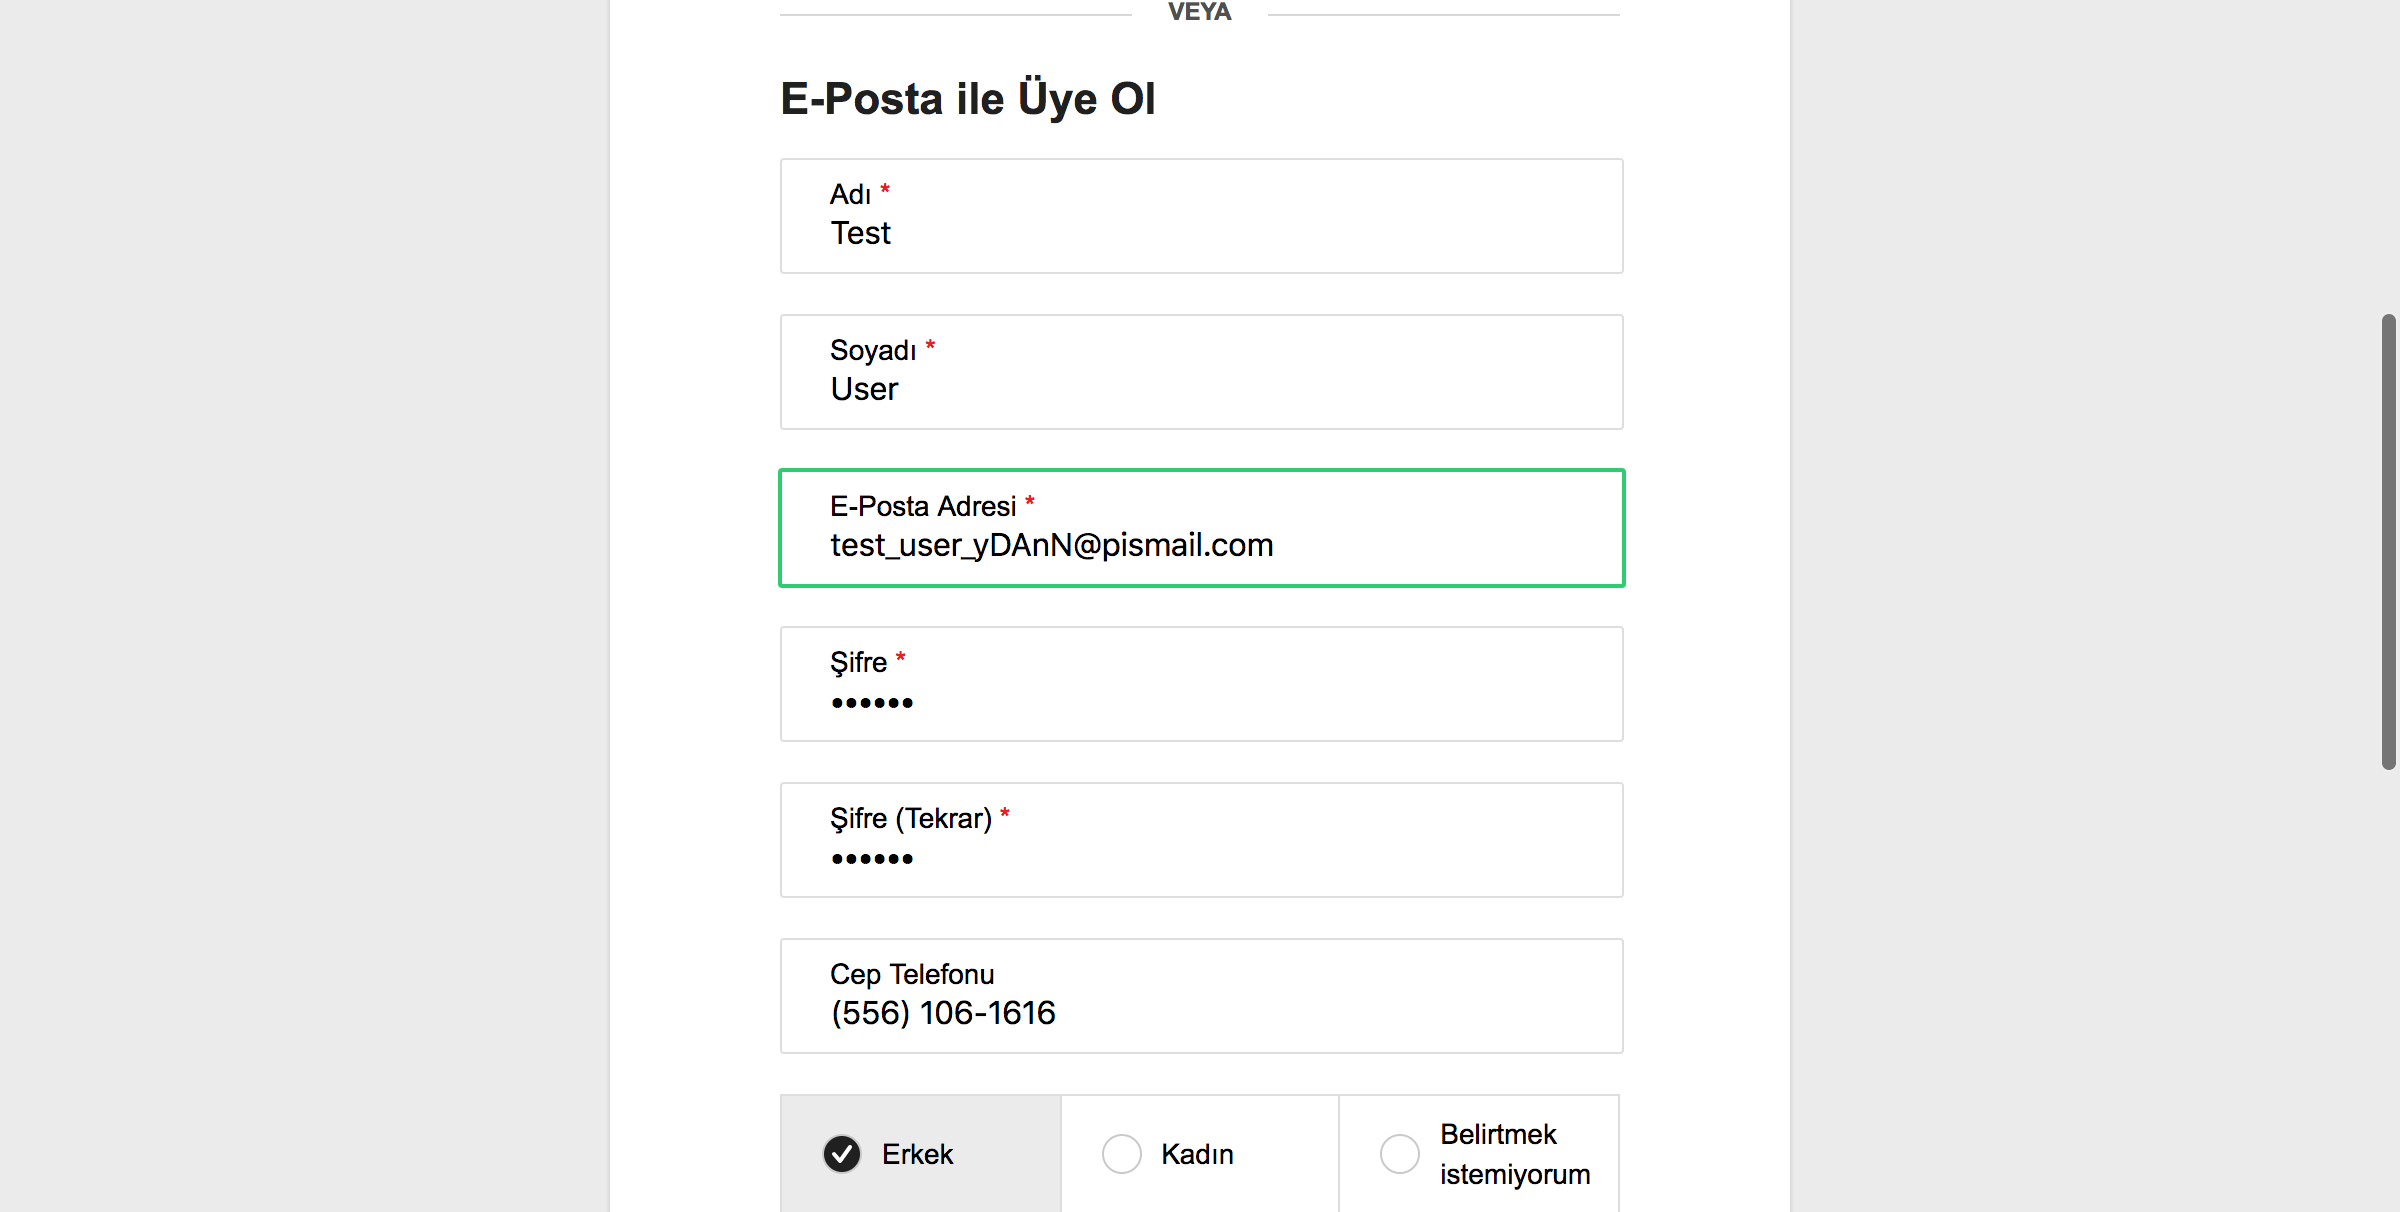 VEYA
E-Posta ile Üye Ol
Adı *
Test
Soyadı *
User
E-Posta Adresi *
test_user_yDAnN@pismail.com
Şifre *
••••••
Şifre (Tekrar) *
••••••
Cep Telefonu
(556) 106-1616
Erkek
Kadın
Belirtmek
istemiyorum